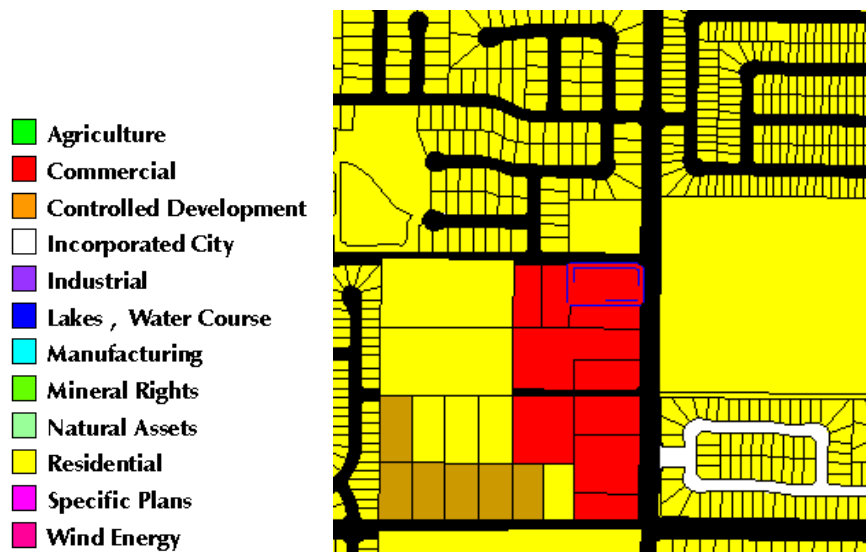 Agriculture
Commercial
Controlled Development
Incorporated City
Industrial
Lakes , Water Course
Manufacturing
Mineral Rights
Natural Assets
Residential
Specific Plans
Wind Energy